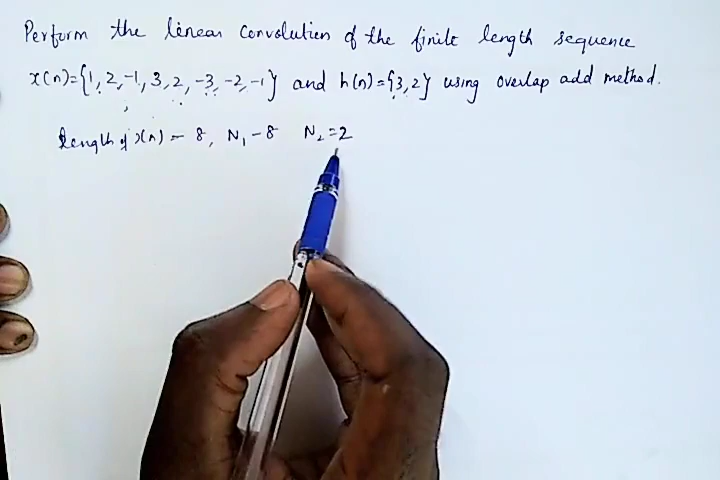 Perform the linear Convolution of the finite length sequence
x(n)={1, 2, -1, 3, 2, -3, -2, -1} and h(n)={3, 2} using overlap add method.
Length of x(n) - 8, N₁ - 8 N₂ = 2